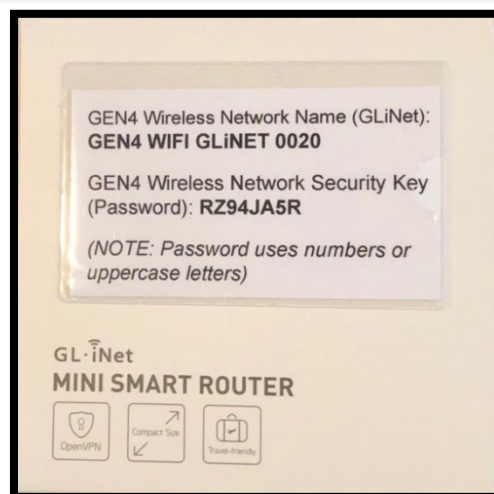 GEN4 Wireless Network Name (GLiNet):
GEN4 WIFI GLiNET 0020
GEN4 Wireless Network Security Key
(Password): RZ94JA5R
(NOTE: Password uses numbers or
uppercase letters)
GL·iNet
MINI SMART ROUTER
OpenVPN
Compact Size
Travel-friendly